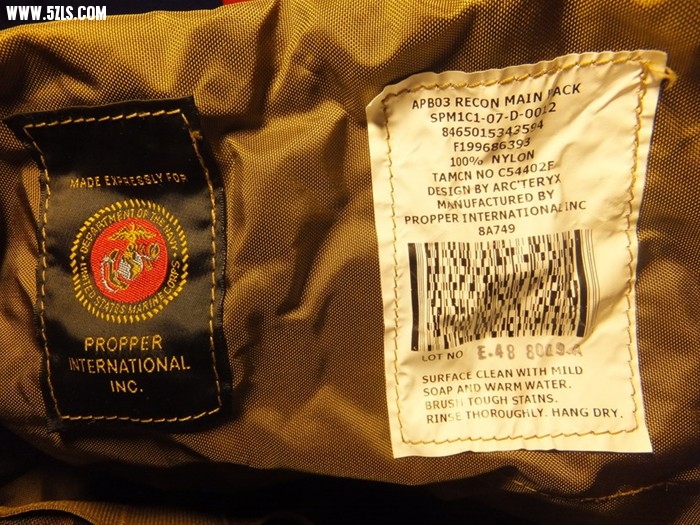 www.5ZLS.com
MADE EXPRESSLY FOR
DEPARTMENT OF THE NAVY
UNITED STATES MARINE CORPS
PROPPER
INTERNATIONAL
INC.
APB03 RECON MAIN PACK
SPM1C1-07-D-0012
8465015343594
F199686393
100% NYLON
TAMCN NO C54402F
DESIGN BY ARC'TERYX
MANUFACTURED BY
PROPPER INTERNATIONAL INC
8A749
LOT NO E-48 8049-A
SURFACE CLEAN WITH MILD
SOAP AND WARM WATER.
BRUSH TOUGH STAINS.
RINSE THOROUGHLY. HANG DRY.